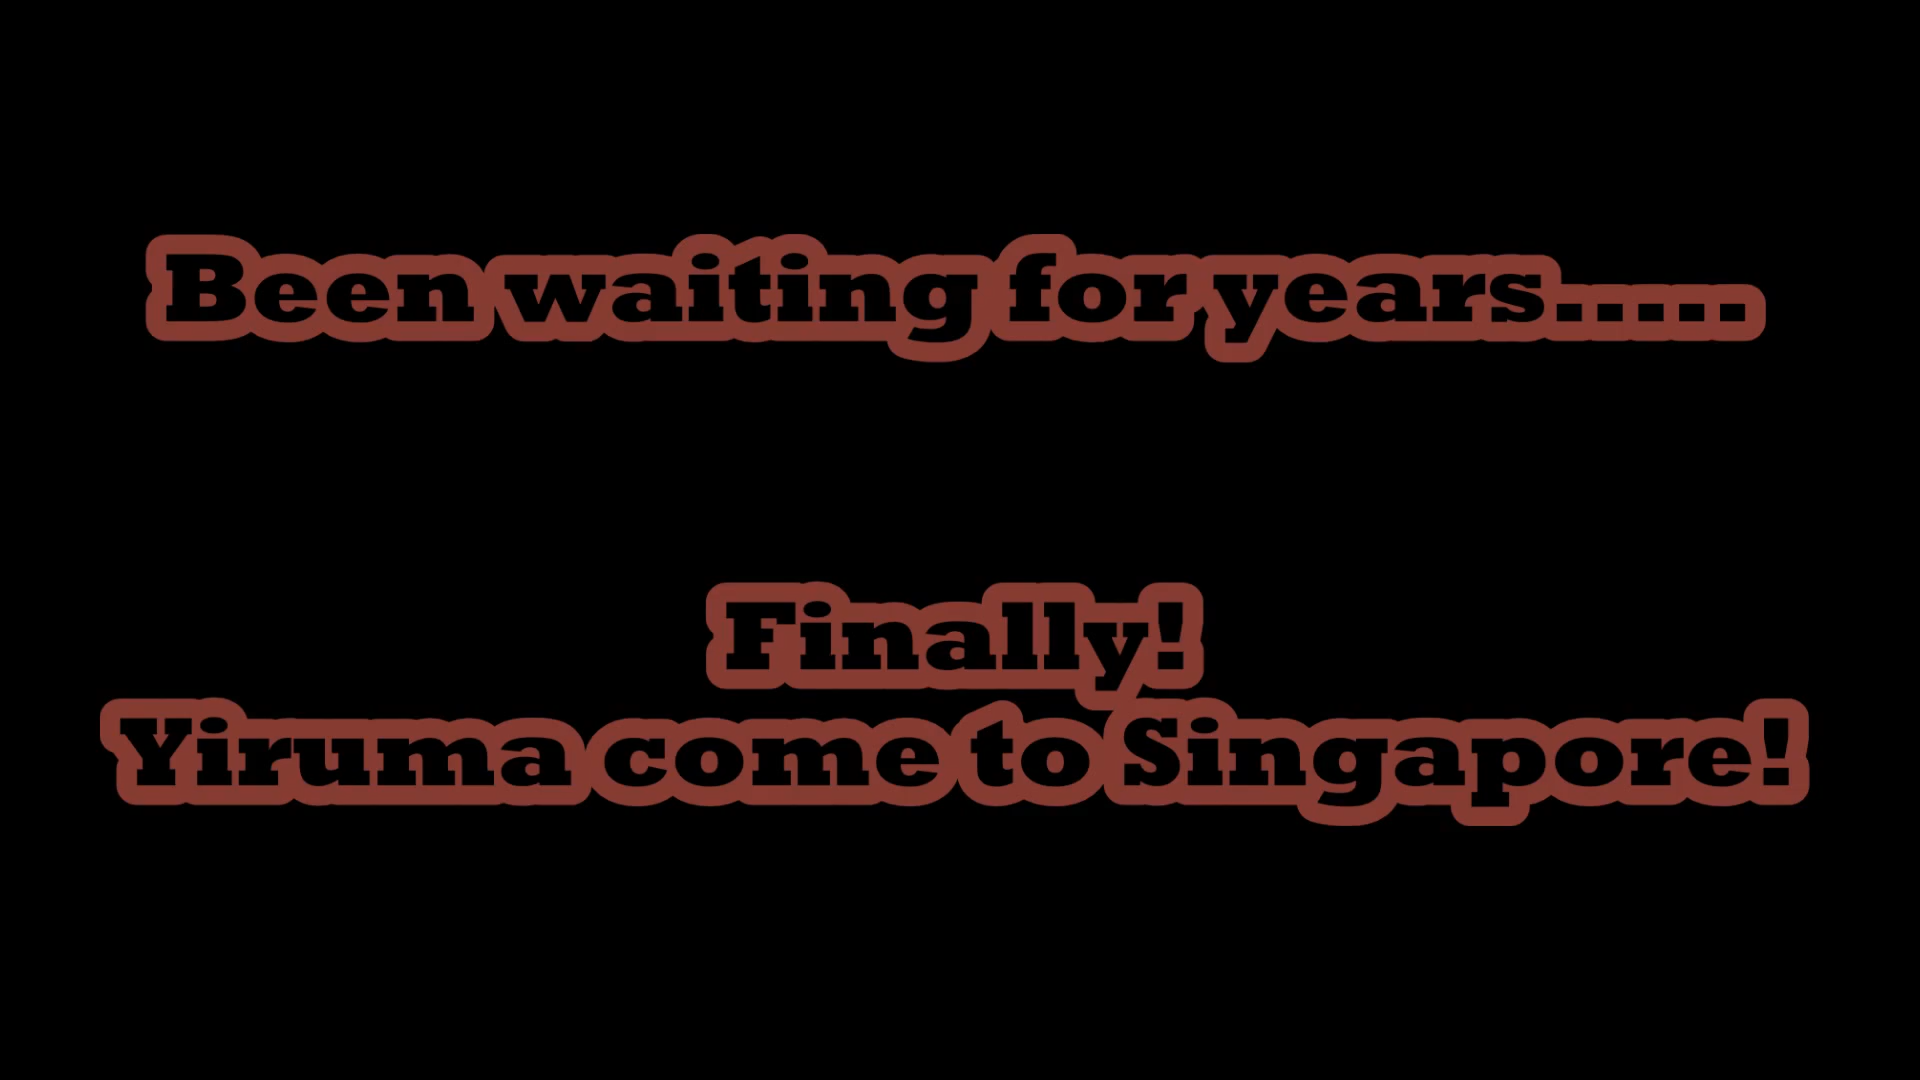 Been waiting for years.....
Finally!
Yiruma come to Singapore!